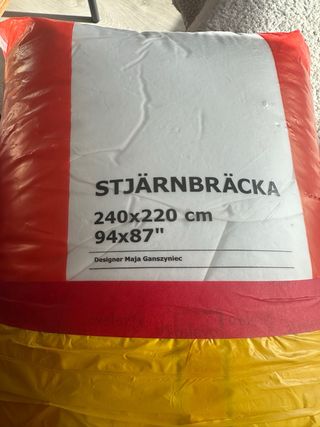 STJÄRNBRÄCKA
240x220 cm
94x87"
Designer Maja Ganszyniec